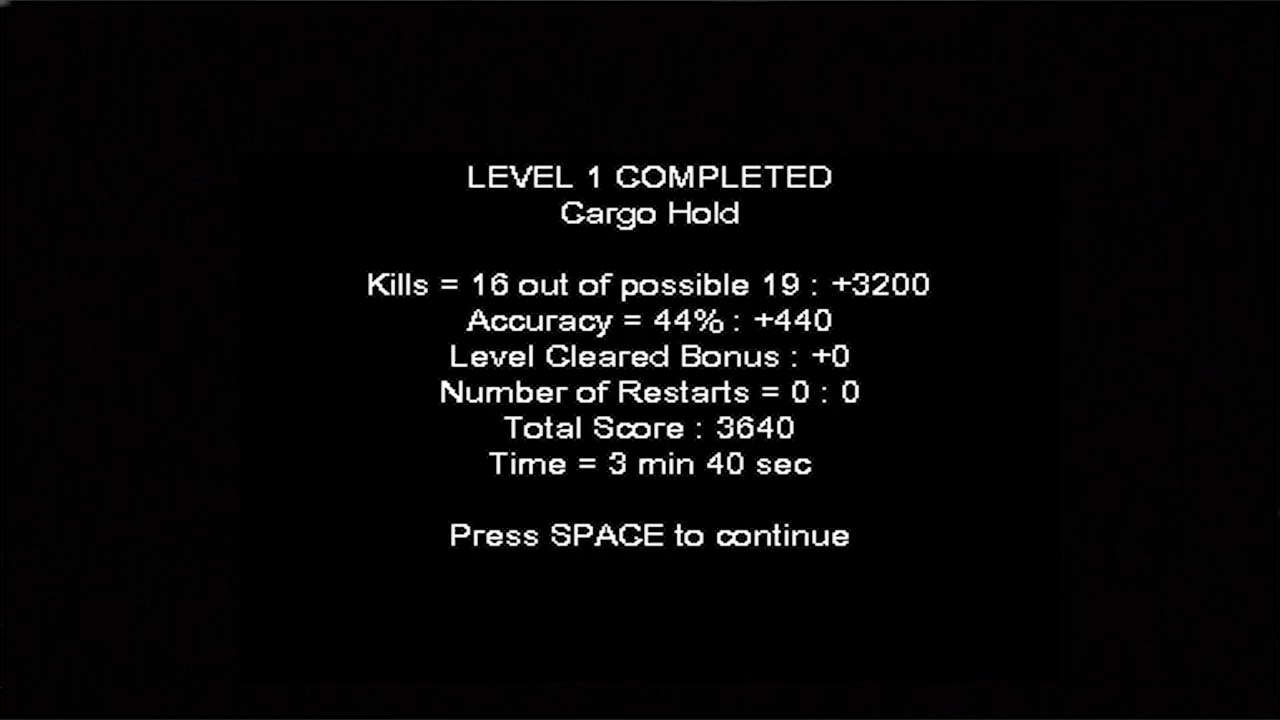 LEVEL 1 COMPLETED
Cargo Hold
Kills = 16 out of possible 19 : +3200
Accuracy = 44% : +440
Level Cleared Bonus : +0
Number of Restarts = 0 : 0
Total Score : 3640
Time = 3 min 40 sec
Press SPACE to continue